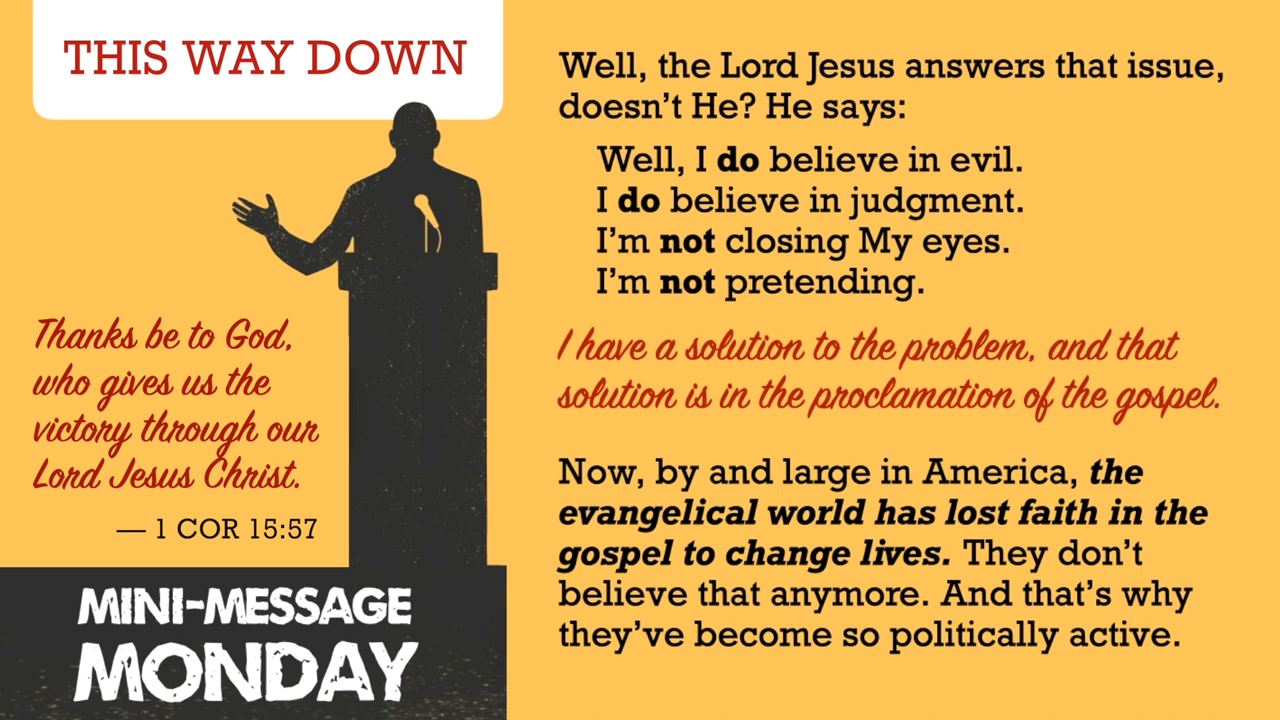 THIS WAY DOWN
Thanks be to God,
who gives us the
victory through our
Lord Jesus Christ.
— 1 COR 15:57
MINI-MESSAGE
MONDAY
Well, the Lord Jesus answers that issue,
doesn’t He? He says:
Well, I do believe in evil.
I do believe in judgment.
I’m not closing My eyes.
I’m not pretending.
I have a solution to the problem, and that
solution is in the proclamation of the gospel.
Now, by and large in America, the
evangelical world has lost faith in the
gospel to change lives. They don’t
believe that anymore. And that’s why
they’ve become so politically active.